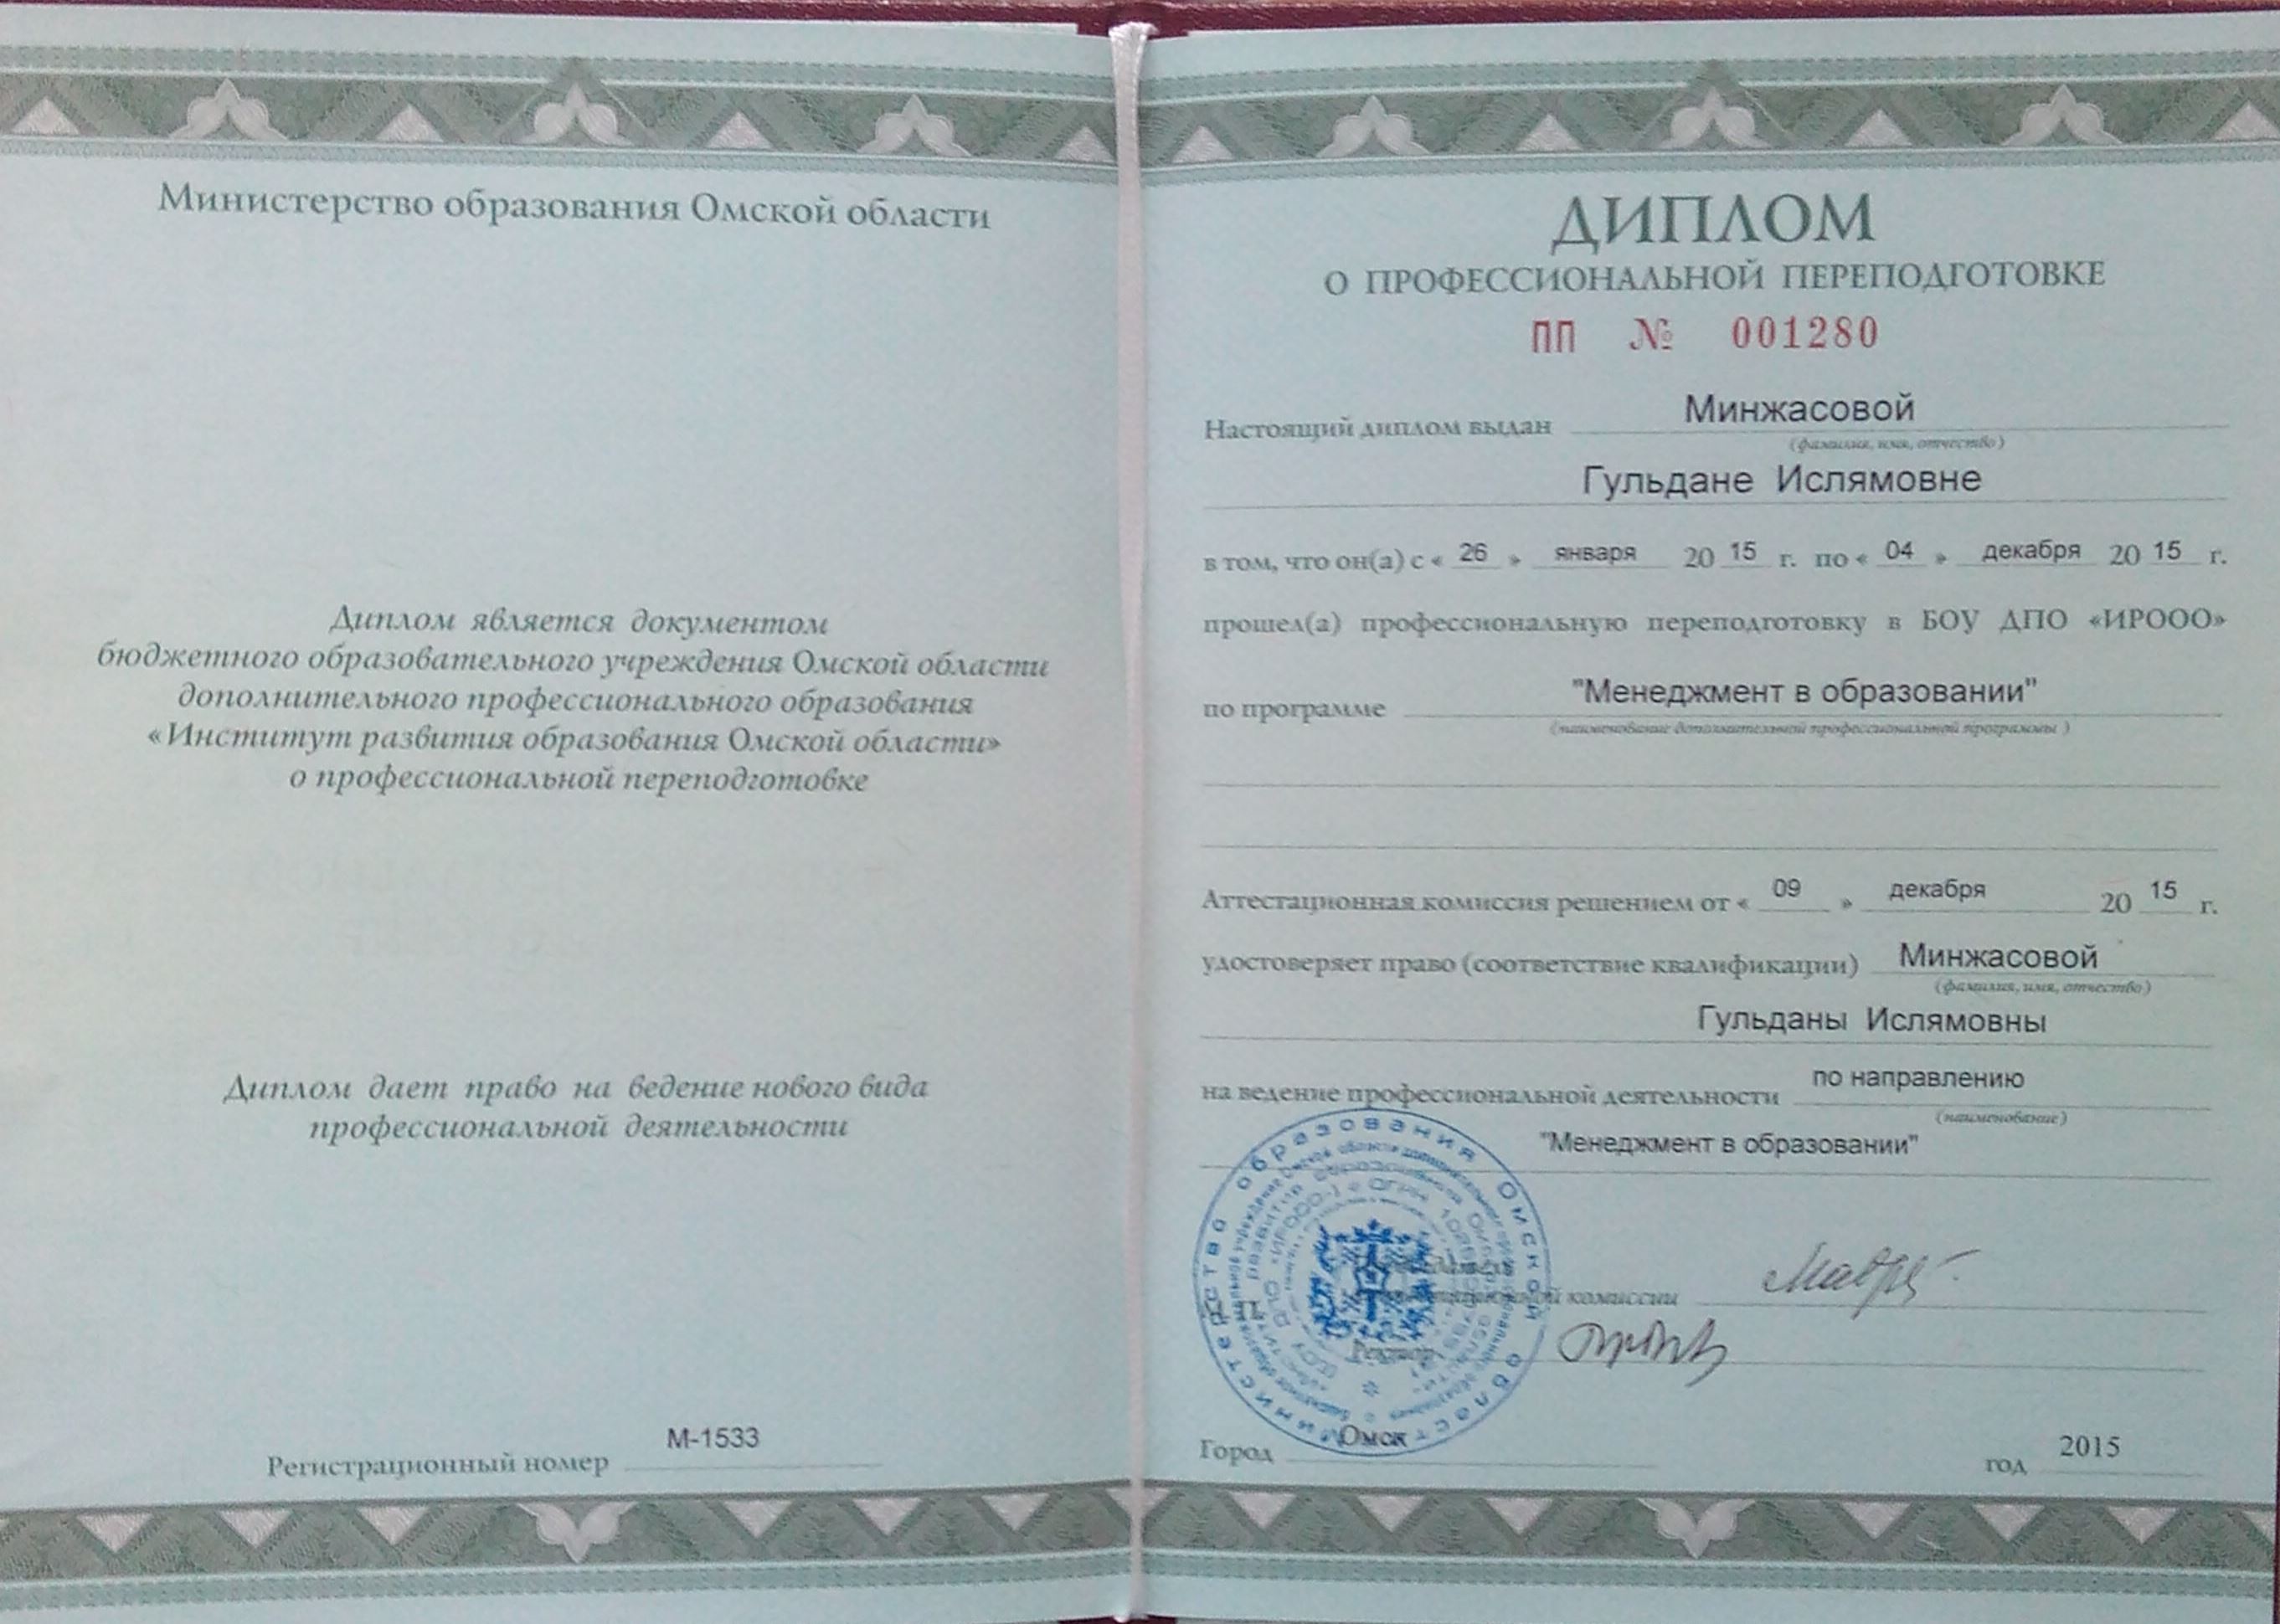 Министерство образования Омской области
Диплом является документом
бюджетного образовательного учреждения Омской области
дополнительного профессионального образования
«Институт развития образования Омской области»
о профессиональной переподготовке
Диплом дает право на ведение нового вида
профессиональной деятельности
Регистрационный номер М-1533
ДИПЛОМ
О ПРОФЕССИОНАЛЬНОЙ ПЕРЕПОДГОТОВКЕ
ПП № 001280
Настоящий диплом выдан Минжасовой
(фамилия, имя, отчество)
Гульдане Ислямовне
в том, что он(а) с « 26 » января 20 15 г. по « 04 » декабря 20 15 г.
прошел(а) профессиональную переподготовку в БОУ ДПО «ИРООО»
по программе "Менеджмент в образовании"
(наименование дополнительной профессиональной программы)
Аттестационная комиссия решением от « 09 » декабря 20 15 г.
удостоверяет право (соответствие квалификации) Минжасовой
(фамилия, имя, отчество)
Гульданы Ислямовны
на ведение профессиональной деятельности по направлению
(наименование)
"Менеджмент в образовании"
Министерство образования Омской области
комиссии
Ректор
Город Омск год 2015